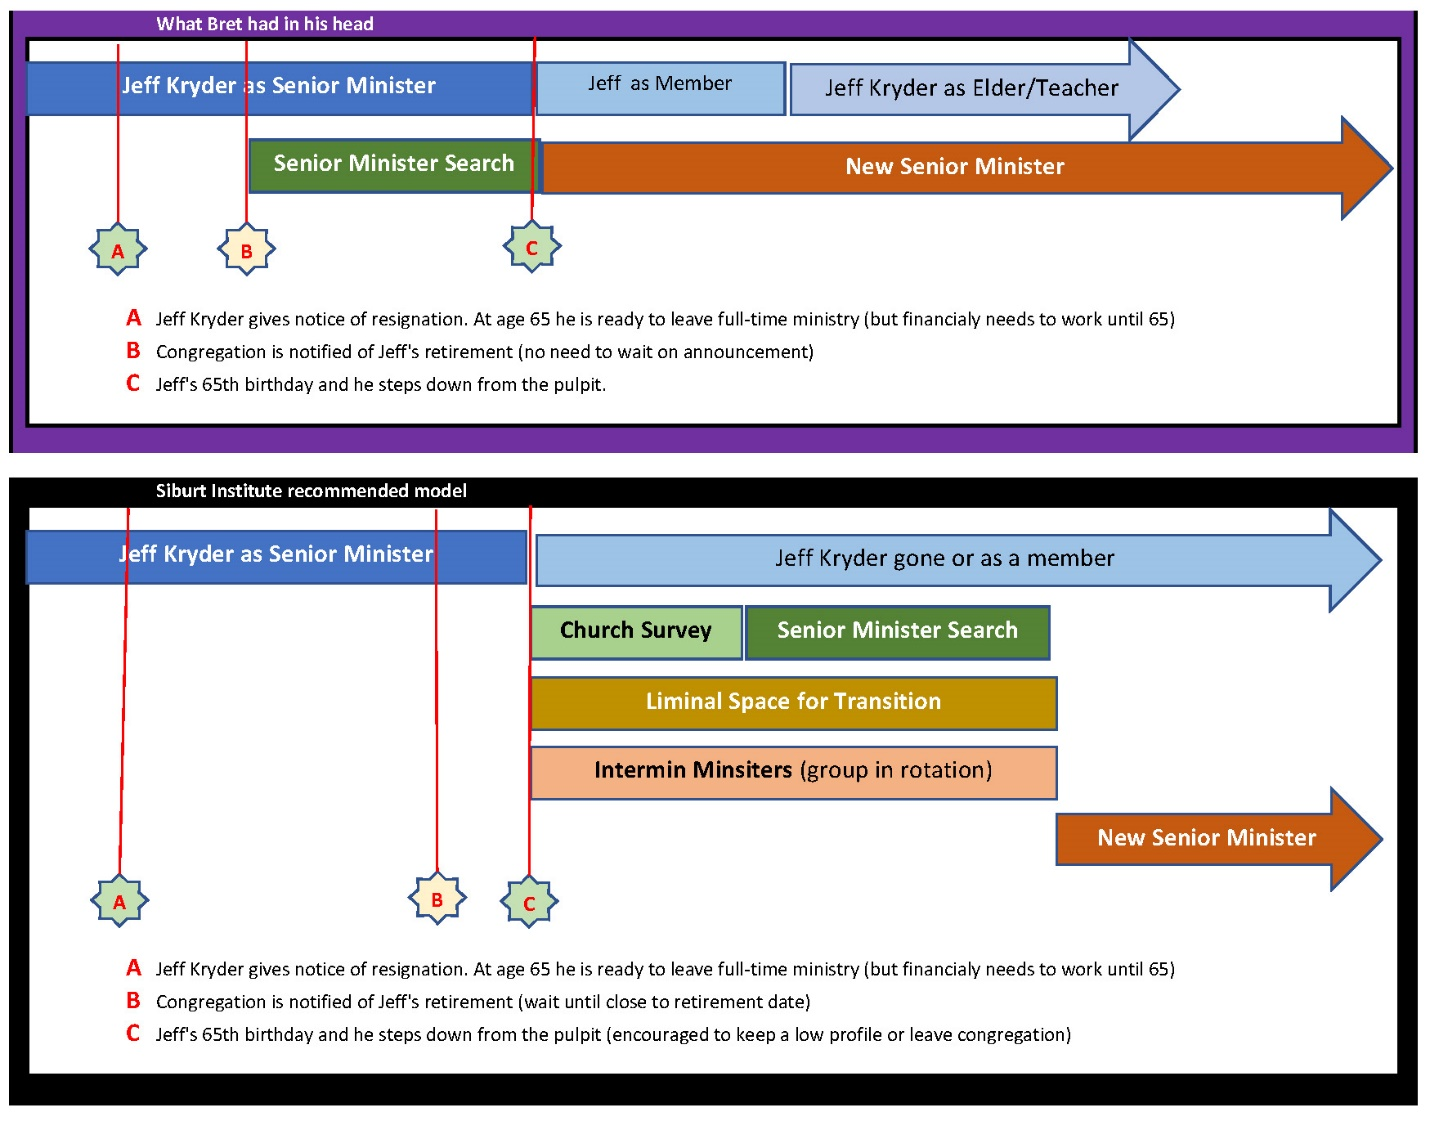 What Bret had in his head
Jeff Kryder as Senior Minister
Jeff as Member
Jeff Kryder as Elder/Teacher
Senior Minister Search
New Senior Minister
A
B
C
A Jeff Kryder gives notice of resignation. At age 65 he is ready to leave full-time ministry (but financialy needs to work until 65)
B Congregation is notified of Jeff's retirement (no need to wait on announcement)
C Jeff's 65th birthday and he steps down from the pulpit.
Siburt Institute recommended model
Jeff Kryder as Senior Minister
Jeff Kryder gone or as a member
Church Survey
Senior Minister Search
Liminal Space for Transition
Intermin Minsiters (group in rotation)
New Senior Minister
A
B
C
A Jeff Kryder gives notice of resignation. At age 65 he is ready to leave full-time ministry (but financialy needs to work until 65)
B Congregation is notified of Jeff's retirement (wait until close to retirement date)
C Jeff's 65th birthday and he steps down from the pulpit (encouraged to keep a low profile or leave congregation)